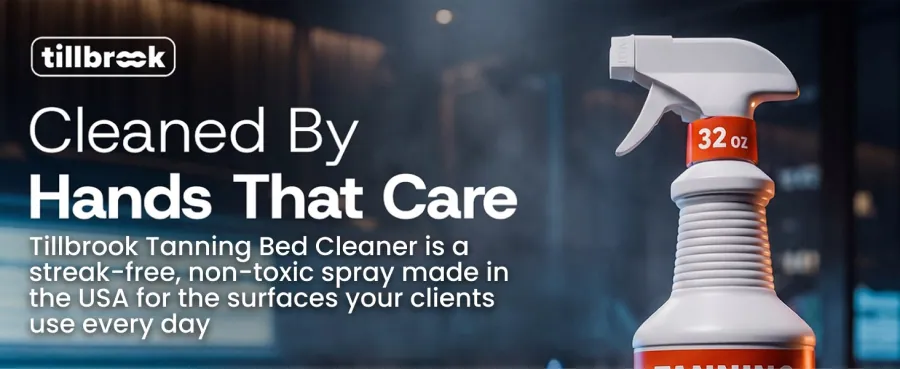 tillbrook
Cleaned By
Hands That Care
Tillbrook Tanning Bed Cleaner is a
streak-free, non-toxic spray made in
the USA for the surfaces your clients
use every day
32 oz
TANNING